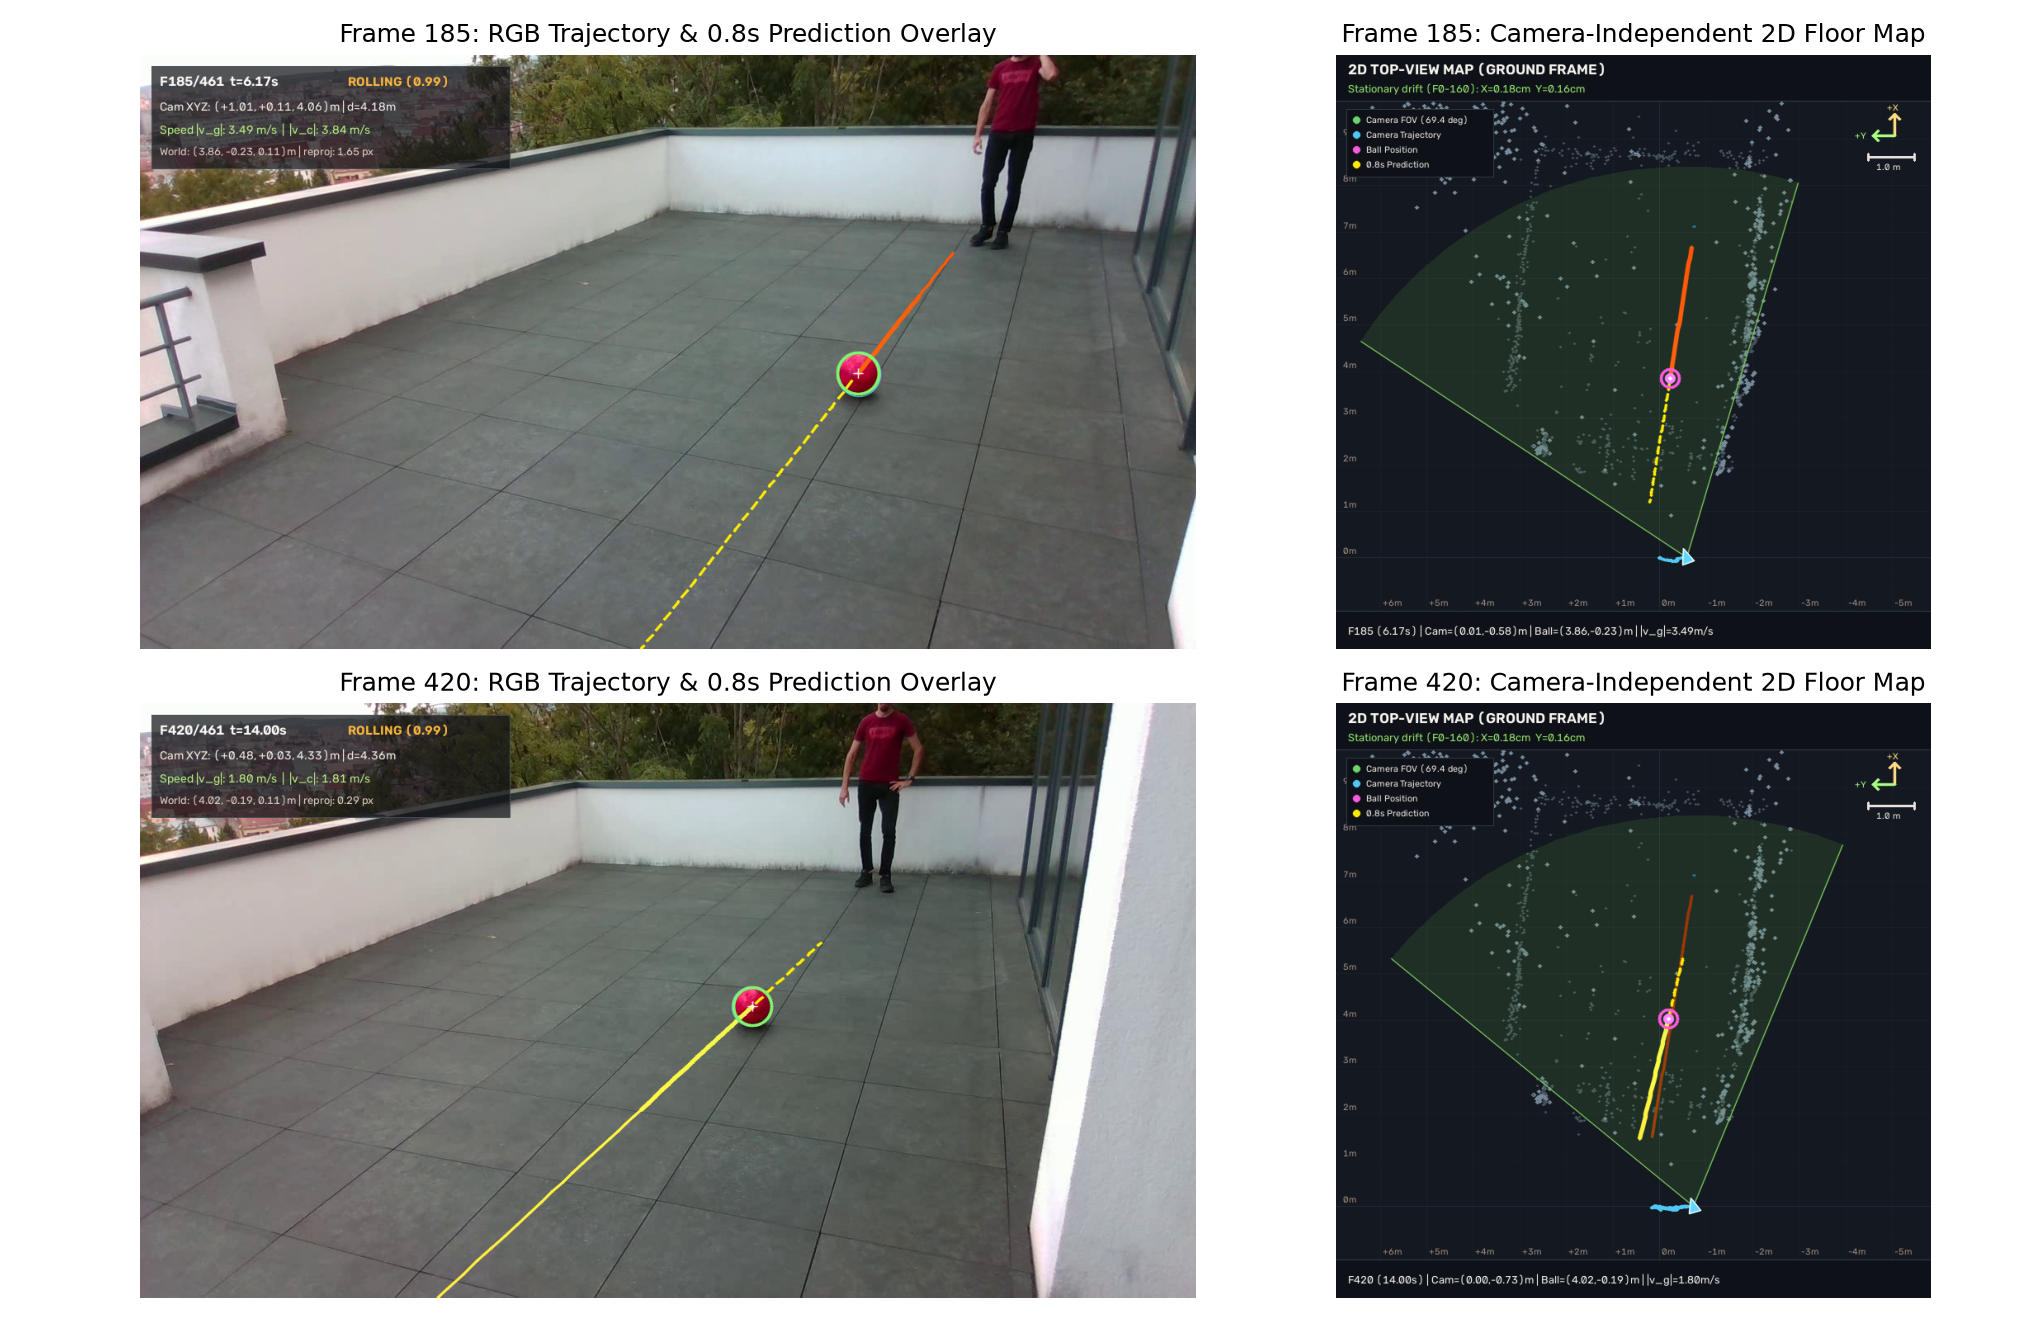 Frame 185: RGB Trajectory & 0.8s Prediction Overlay
F185/461 t=6.17s ROLLING (0.99)
Cam XYZ: (+1.01, +0.11, 4.06) m | d=4.18m
Speed |v_g|: 3.49 m/s | |v_c|: 3.84 m/s
World: (3.86, -0.23, 0.11) m | reproj: 1.65 px
Frame 185: Camera-Independent 2D Floor Map
2D TOP-VIEW MAP (GROUND FRAME)
Stationary drift (F0-160): X=0.18cm Y=0.16cm
Camera FOV (69.4 deg)
Camera Trajectory
Ball Position
0.8s Prediction
+X
+Y
1.0 m
8m
7m
6m
5m
4m
3m
2m
1m
0m
+6m +5m +4m +3m +2m +1m 0m -1m -2m -3m -4m -5m
F185 (6.17s) | Cam=(0.01,-0.58)m | Ball=(3.86,-0.23)m | |v_g|=3.49m/s
Frame 420: RGB Trajectory & 0.8s Prediction Overlay
F420/461 t=14.00s ROLLING (0.99)
Cam XYZ: (+0.48, +0.03, 4.33) m | d=4.36m
Speed |v_g|: 1.80 m/s | |v_c|: 1.81 m/s
World: (4.02, -0.19, 0.11) m | reproj: 0.29 px
Frame 420: Camera-Independent 2D Floor Map
2D TOP-VIEW MAP (GROUND FRAME)
Stationary drift (F0-160): X=0.18cm Y=0.16cm
Camera FOV (69.4 deg)
Camera Trajectory
Ball Position
0.8s Prediction
+X
+Y
1.0 m
8m
7m
6m
5m
4m
3m
2m
1m
0m
+6m +5m +4m +3m +2m +1m 0m -1m -2m -3m -4m -5m
F420 (14.00s) | Cam=(0.00,-0.73)m | Ball=(4.02,-0.19)m | |v_g|=1.80m/s